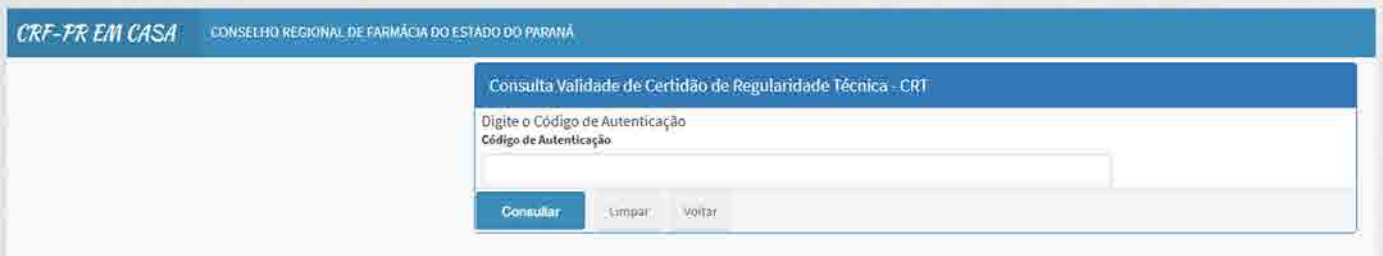 CRF-PR EM CASA CONSELHO REGIONAL DE FARMÁCIA DO ESTADO DO PARANÁ
Consulta Validade de Certidão de Regularidade Técnica - CRT
Digite o Código de Autenticação
Código de Autenticação
Consultar Limpar Voltar